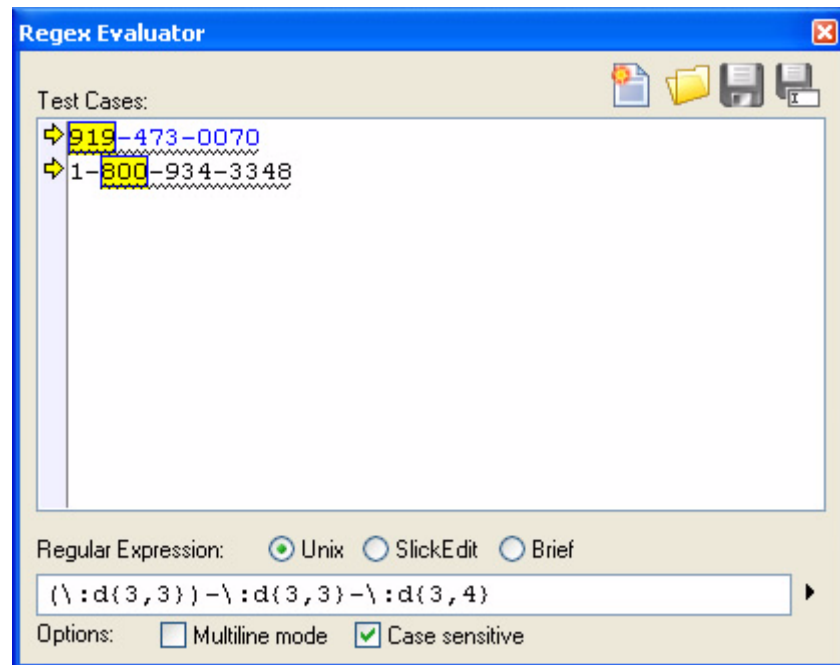 Regex Evaluator
Test Cases:
919-473-0070
1-800-934-3348
Regular Expression: Unix SlickEdit Brief
(\:d{3,3})-\:d{3,3}-\:d{3,4}
Options: Multiline mode Case sensitive